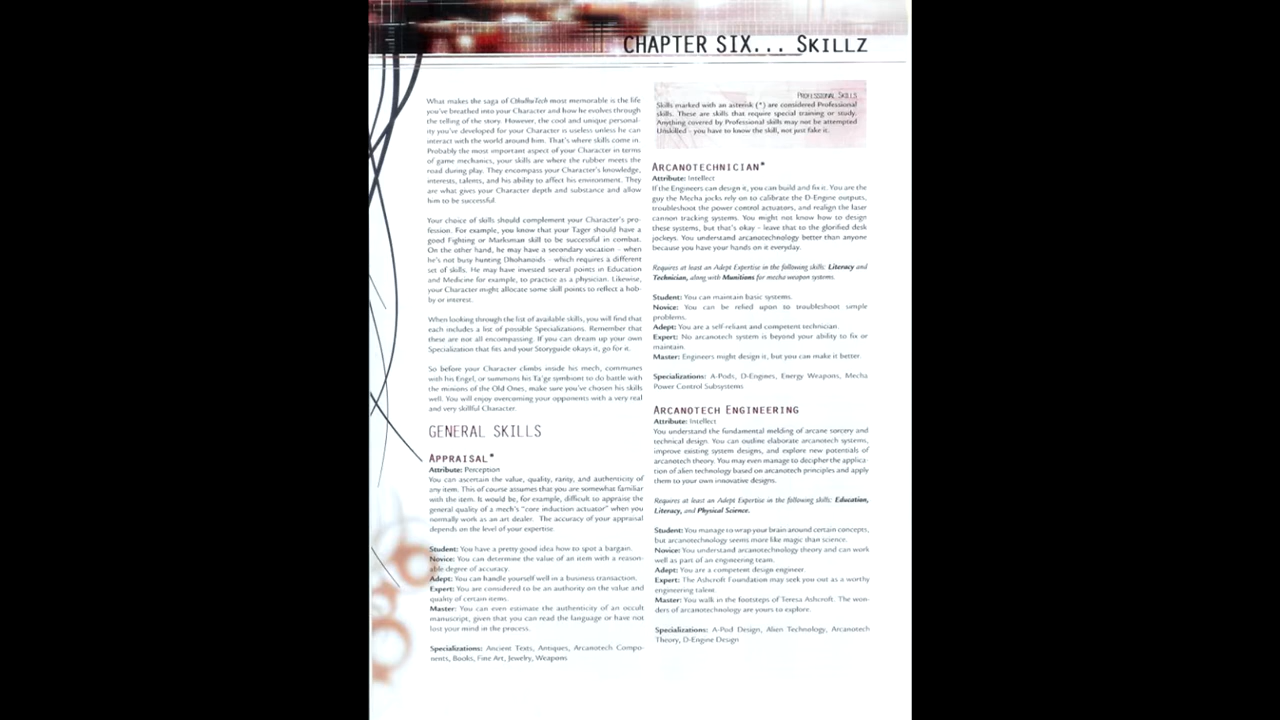 CHAPTER SIX... SKILLZ
What makes the saga of CthulhuTech most memorable is the life
you've breathed into your Character and how he evolves through
the telling of the story. However, the cool and unique personal-
ity you've developed for your Character is useless unless he can
interact with the world around him. That's where skills come in.
Probably the most important aspect of your Character in terms
of game mechanics, your skills are where the rubber meets the
road during play. They encompass your Character's knowledge,
interests, talents, and his ability to affect his environment. They
are what gives your Character depth and substance and allow
him to be successful.
Your choice of skills should complement your Character's pro-
fession. For example, you know that your Tager should have a
good Fighting or Marksman skill to be successful in combat.
On the other hand, he may have a secondary vocation – when
he's not busy hunting Dhohanoids – which requires a different
set of skills. He may have invested several points in Education
and Medicine for example, to practice as a physician. Likewise,
your Character might allocate some skill points to reflect a hob-
by or interest.
When looking through the list of available skills, you will find that
each includes a list of possible Specializations. Remember that
these are not all encompassing. If you can dream up your own
Specialization that fits and your Storyguide okays it, go for it.
So before your Character climbs inside his mech, communes
with his Engel, or summons his Ta'ge symbiont to do battle with
the minions of the Old Ones, make sure you've chosen his skills
well. You will enjoy overcoming your opponents with a very real
and very skillful Character.
GENERAL SKILLS
APPRAISAL*
Attribute: Perception
You can ascertain the value, quality, rarity, and authenticity of
any item. This of course assumes that you are somewhat familiar
with the item. It would be, for example, difficult to appraise the
general quality of a mech's "core induction actuator" when you
normally work as an art dealer. The accuracy of your appraisal
depends on the level of your expertise.
Student: You have a pretty good idea how to spot a bargain.
Novice: You can determine the value of an item with a reason-
able degree of accuracy.
Adept: You can handle yourself well in a business transaction.
Expert: You are considered to be an authority on the value and
quality of certain items.
Master: You can even estimate the authenticity of an occult
manuscript, given that you can read the language or have not
lost your mind in the process.
Specializations: Ancient Texts, Antiques, Arcanotech Compo-
nents, Books, Fine Art, Jewelry, Weapons
PROFESSIONAL SKILLS
Skills marked with an asterisk (*) are considered Professional
skills. These are skills that require special training or study.
Anything covered by Professional skills may not be attempted
Unskilled – you have to know the skill, not just fake it.
ARCANOTECHNICIAN*
Attribute: Intellect
If the Engineers can design it, you can build and fix it. You are the
guy the Mecha jocks rely on to calibrate the D-Engine outputs,
troubleshoot the power control actuators, and realign the laser
cannon tracking systems. You might not know how to design
these systems, but that's okay – leave that to the glorified desk
jockeys. You understand arcanotechnology better than anyone
because you have your hands on it everyday.
Requires at least an Adept Expertise in the following skills: Literacy and
Technician, along with Munitions for mecha weapon systems.
Student: You can maintain basic systems.
Novice: You can be relied upon to troubleshoot simple
problems.
Adept: You are a self-reliant and competent technician.
Expert: No arcanotech system is beyond your ability to fix or
maintain.
Master: Engineers might design it, but you can make it better.
Specializations: A-Pods, D-Engines, Energy Weapons, Mecha
Power Control Subsystems
ARCANOTECH ENGINEERING
Attribute: Intellect
You understand the fundamental melding of arcane sorcery and
technical design. You can outline elaborate arcanotech systems,
improve existing system designs, and explore new potentials of
arcanotech theory. You may even manage to decipher the applica-
tion of alien technology based on arcanotech principles and apply
them to your own innovative designs.
Requires at least an Adept Expertise in the following skills: Education,
Literacy, and Physical Science.
Student: You manage to wrap your brain around certain concepts,
but arcanotechnology seems more like magic than science.
Novice: You understand arcanotechnology theory and can work
well as part of an engineering team.
Adept: You are a competent design engineer.
Expert: The Ashcroft Foundation may seek you out as a worthy
engineering talent.
Master: You walk in the footsteps of Teresa Ashcroft. The won-
ders of arcanotechnology are yours to explore.
Specializations: A-Pod Design, Alien Technology, Arcanotech
Theory, D-Engine Design